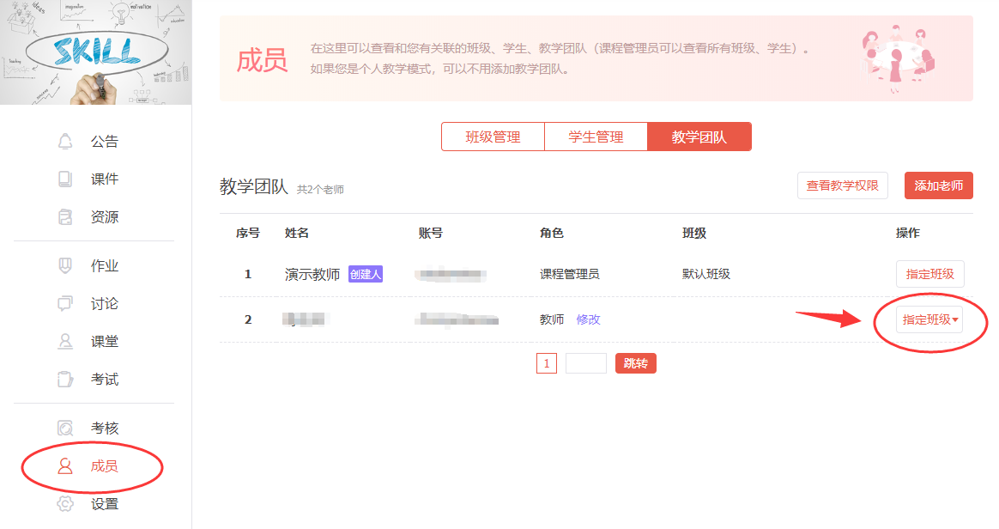 ideas
imagination
motivation
education
SKILL
公告
课件
资源
作业
讨论
课堂
考试
考核
成员
设置
成员
在这里可以查看和您有关联的班级、学生、教学团队（课程管理员可以查看所有班级、学生）。
如果您是个人教学模式，可以不用添加教学团队。
班级管理 学生管理 教学团队
教学团队 共2个老师 查看教学权限 添加老师
序号 姓名 账号 角色 班级 操作
1 演示教师 创建人 课程管理员 默认班级 指定班级
2 教师 修改 指定班级
1 跳转